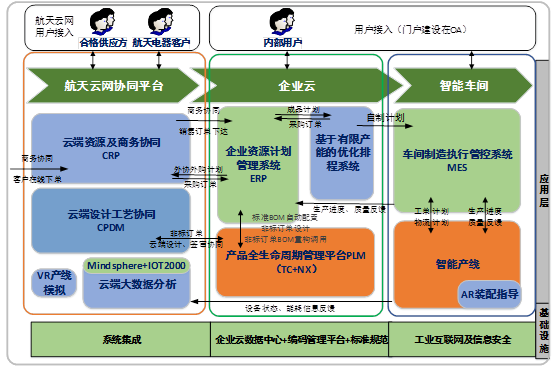 航天云网
用户接入
合格供应方
航天电器客户
内部用户
用户接入（门户建设在OA）
航天云网协同平台
企业云
智能车间
商务协同
销售订单下达
成品计划
采购订单
自制计划
云端资源及商务协同
CRP
企业资源计划
管理系统
ERP
基于有限产
能的优化排
程系统
车间制造执行管控系统
MES
商务协同
客户在线下单
外协外购计划
采购订单
生产进度、质量反馈
云端设计工艺协同
CPDM
标准BOM自动配套
非标订单设计
非标订单BOM重构调用
工单计划
物流计划
生产进度
质量反馈
非标订单
云端设计、签署协同
产品全生命周期管理平台PLM
（TC+NX）
智能产线
Mindsphere+IOT2000
VR产线
模拟
云端大数据分析
AR装配指导
设备状态、能耗信息反馈
应用层
系统集成
企业云数据中心+编码管理平台+标准规范
工业互联网及信息安全
基础设施